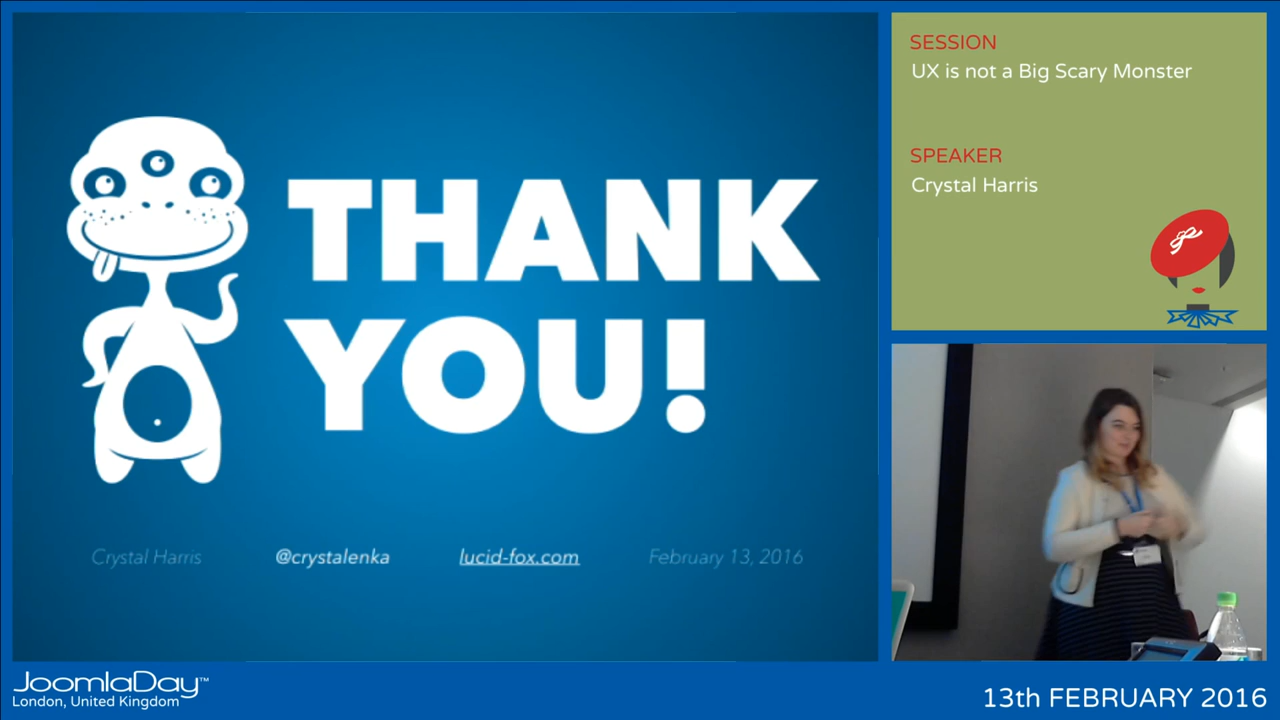 THANK
YOU!
Crystal Harris @crystalenka lucid-fox.com February 13, 2016
SESSION
UX is not a Big Scary Monster
SPEAKER
Crystal Harris
JoomlaDay™
London, United Kingdom
13th FEBRUARY 2016